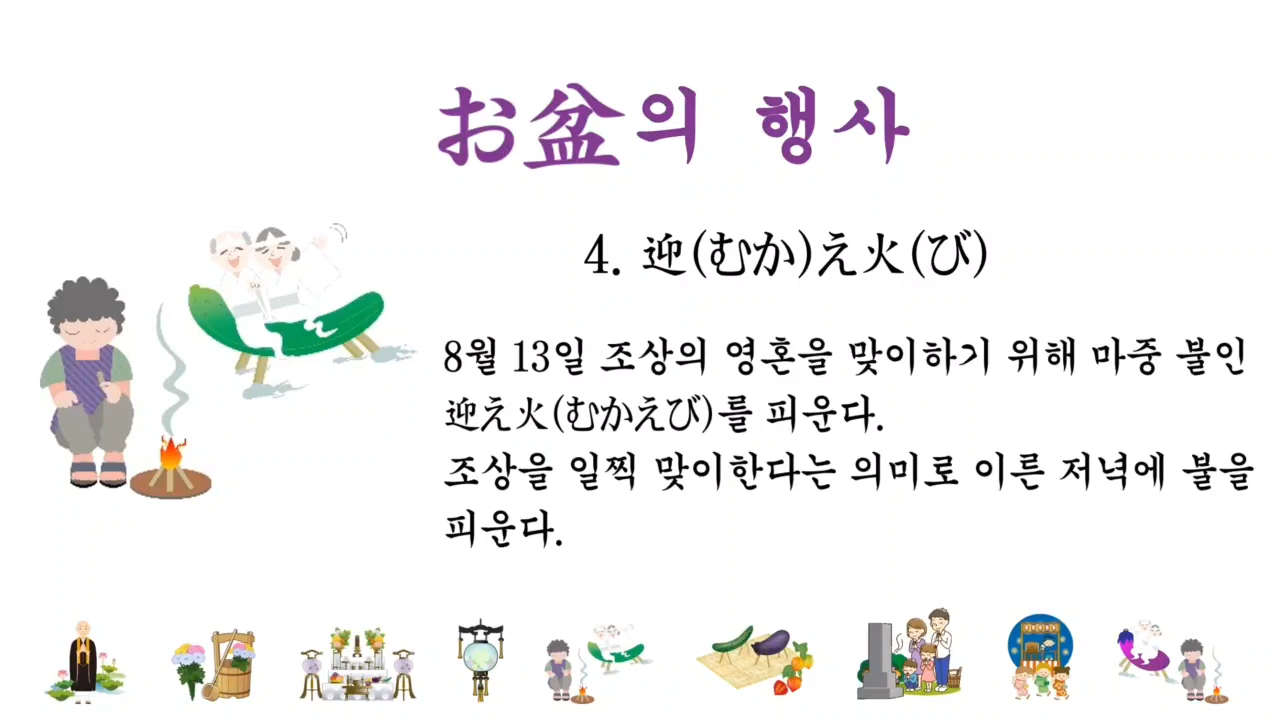 お盆의 행사
4. 迎(むか)え火(び)
8월 13일 조상의 영혼을 맞이하기 위해 마중 불인
迎え火(むかえび)를 피운다.
조상을 일찍 맞이한다는 의미로 이른 저녁에 불을
피운다.